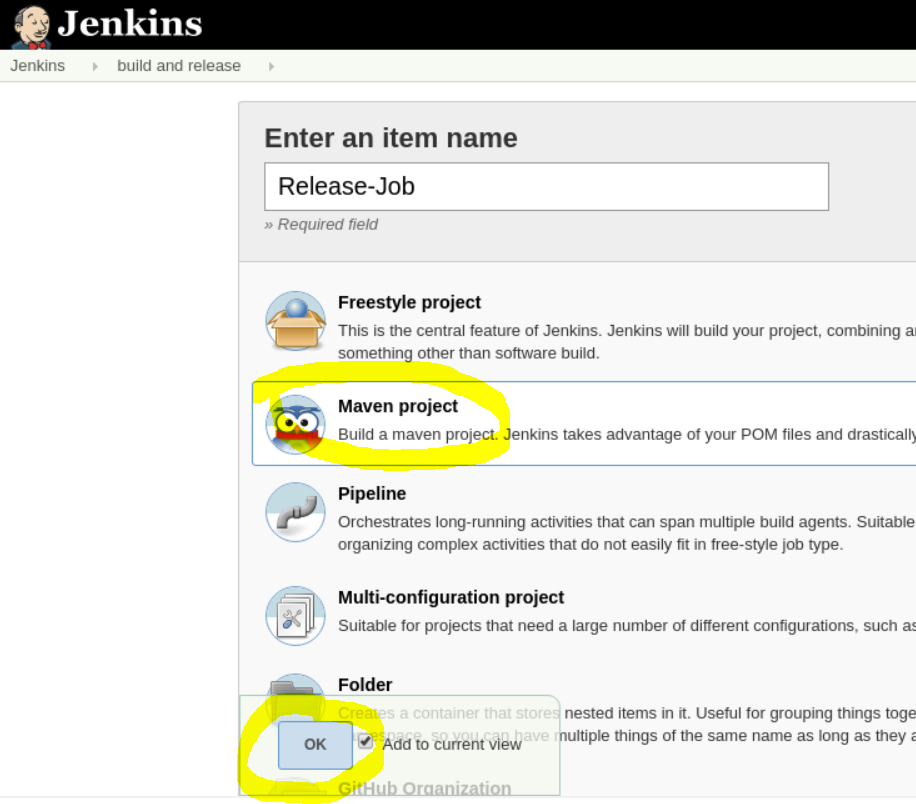 Jenkins
Jenkins build and release
Enter an item name
Release-Job
» Required field
Freestyle project
This is the central feature of Jenkins. Jenkins will build your project, combining
something other than software build.
Maven project
Build a maven project. Jenkins takes advantage of your POM files and drastically
Pipeline
Orchestrates long-running activities that can span multiple build agents. Suitable
organizing complex activities that do not easily fit in free-style job type.
Multi-configuration project
Suitable for projects that need a large number of different configurations, such as
Folder
Creates a container that stores nested items in it. Useful for grouping things
so you can have multiple things of the same name as long as they
OK
Add to current view
GitHub Organization